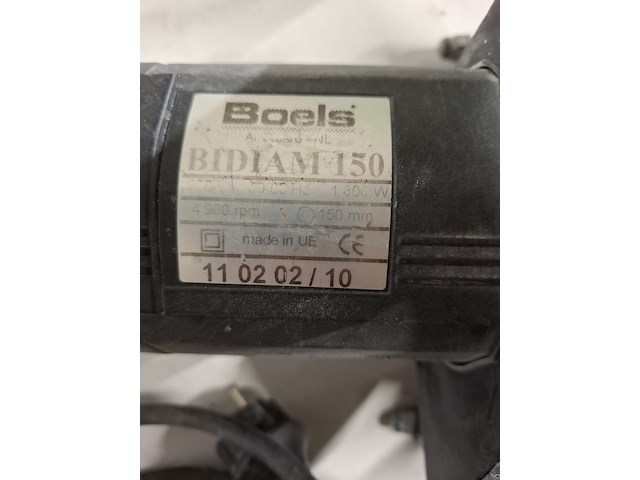 Boels®
BIDIAM 150
1 800 W
4 900 rpm 150 mm
made in UE CE
11 02 02 / 10